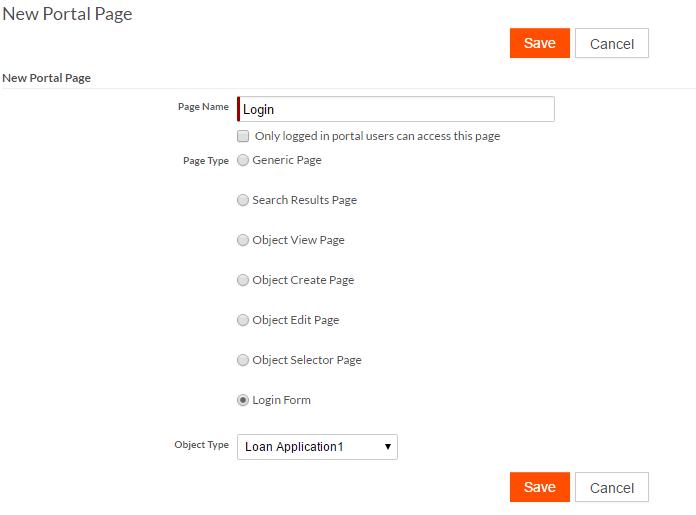 New Portal Page
Save Cancel
New Portal Page
Page Name Login
Only logged in portal users can access this page
Page Type Generic Page
Search Results Page
Object View Page
Object Create Page
Object Edit Page
Object Selector Page
Login Form
Object Type Loan Application1
Save Cancel